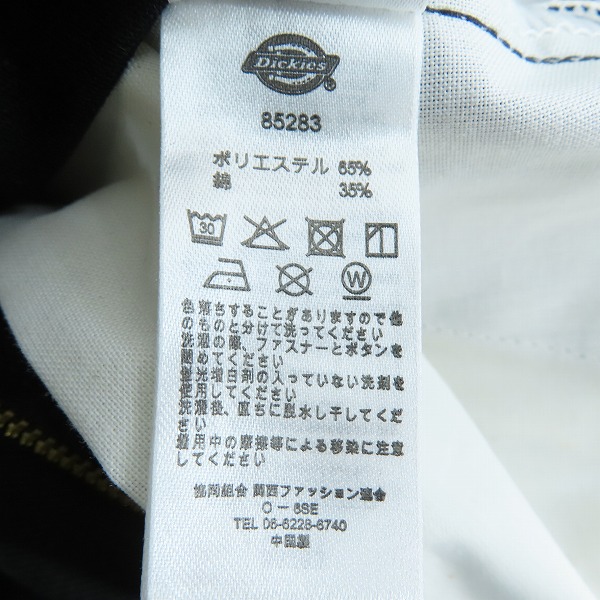 Dickies
85283
ポリエステル 65%
綿 35%
30
W
色落ちすることがありますので他
のものと分けて洗ってください
洗濯の際、ファスナーとボタンを
閉めてください
蛍光増白剤の入っていない洗剤を
使用してください
洗濯後、直ちに脱水し干してくだ
さい
着用中の摩擦等による移染に注意
してください
協同組合 関西ファッション連合
O - 6SE
TEL 06-6228-6740
中国製